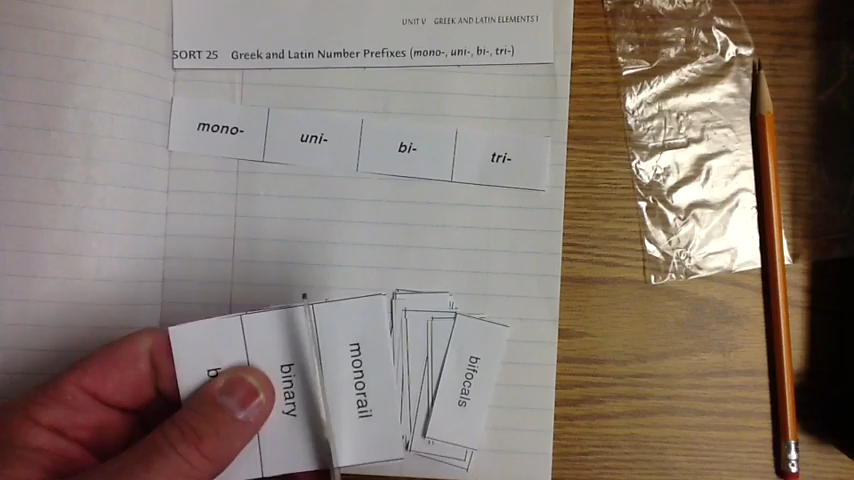 UNIT V GREEK AND LATIN ELEMENTS I
SORT 25 Greek and Latin Number Prefixes (mono-, uni-, bi-, tri-)
mono-
uni-
bi-
tri-
binary
monorail
bifocals